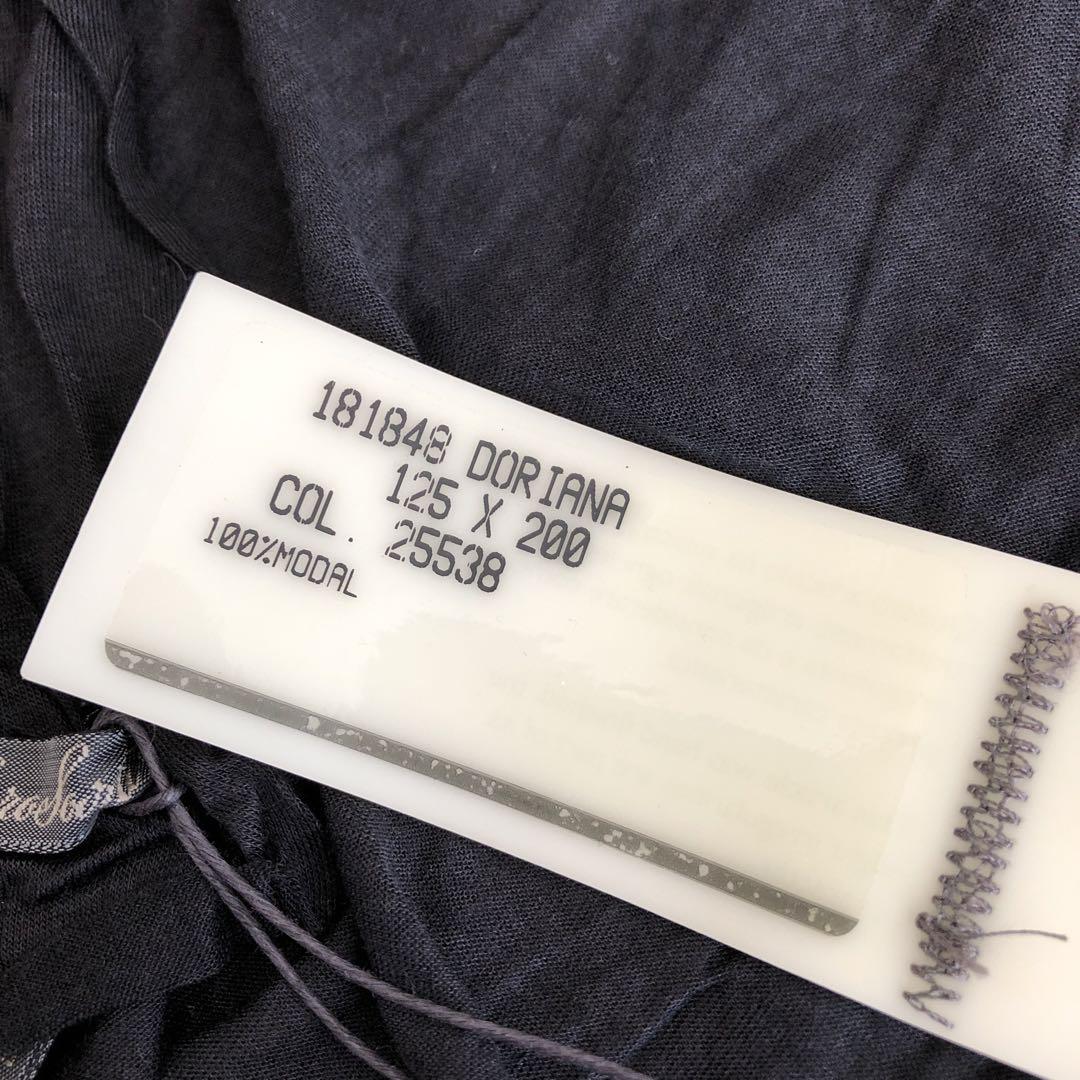 181848 DORIANA
125 X 200
COL. 25538
100%MODAL